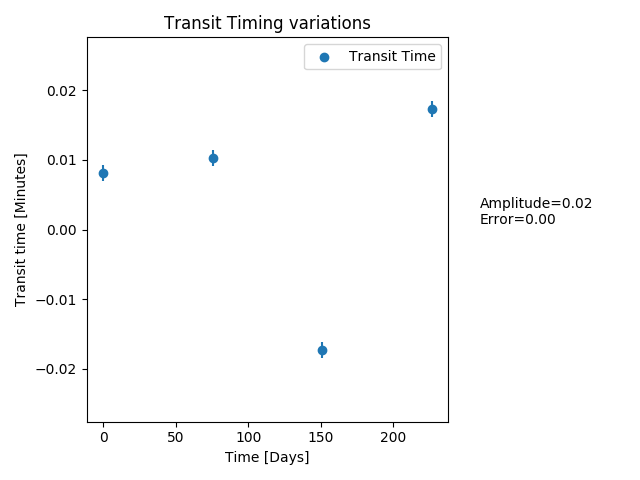 Transit Timing variations
Transit Time
0.02
0.01
0.00
−0.01
−0.02
Transit time [Minutes]
Amplitude=0.02
Error=0.00
0 50 100 150 200
Time [Days]